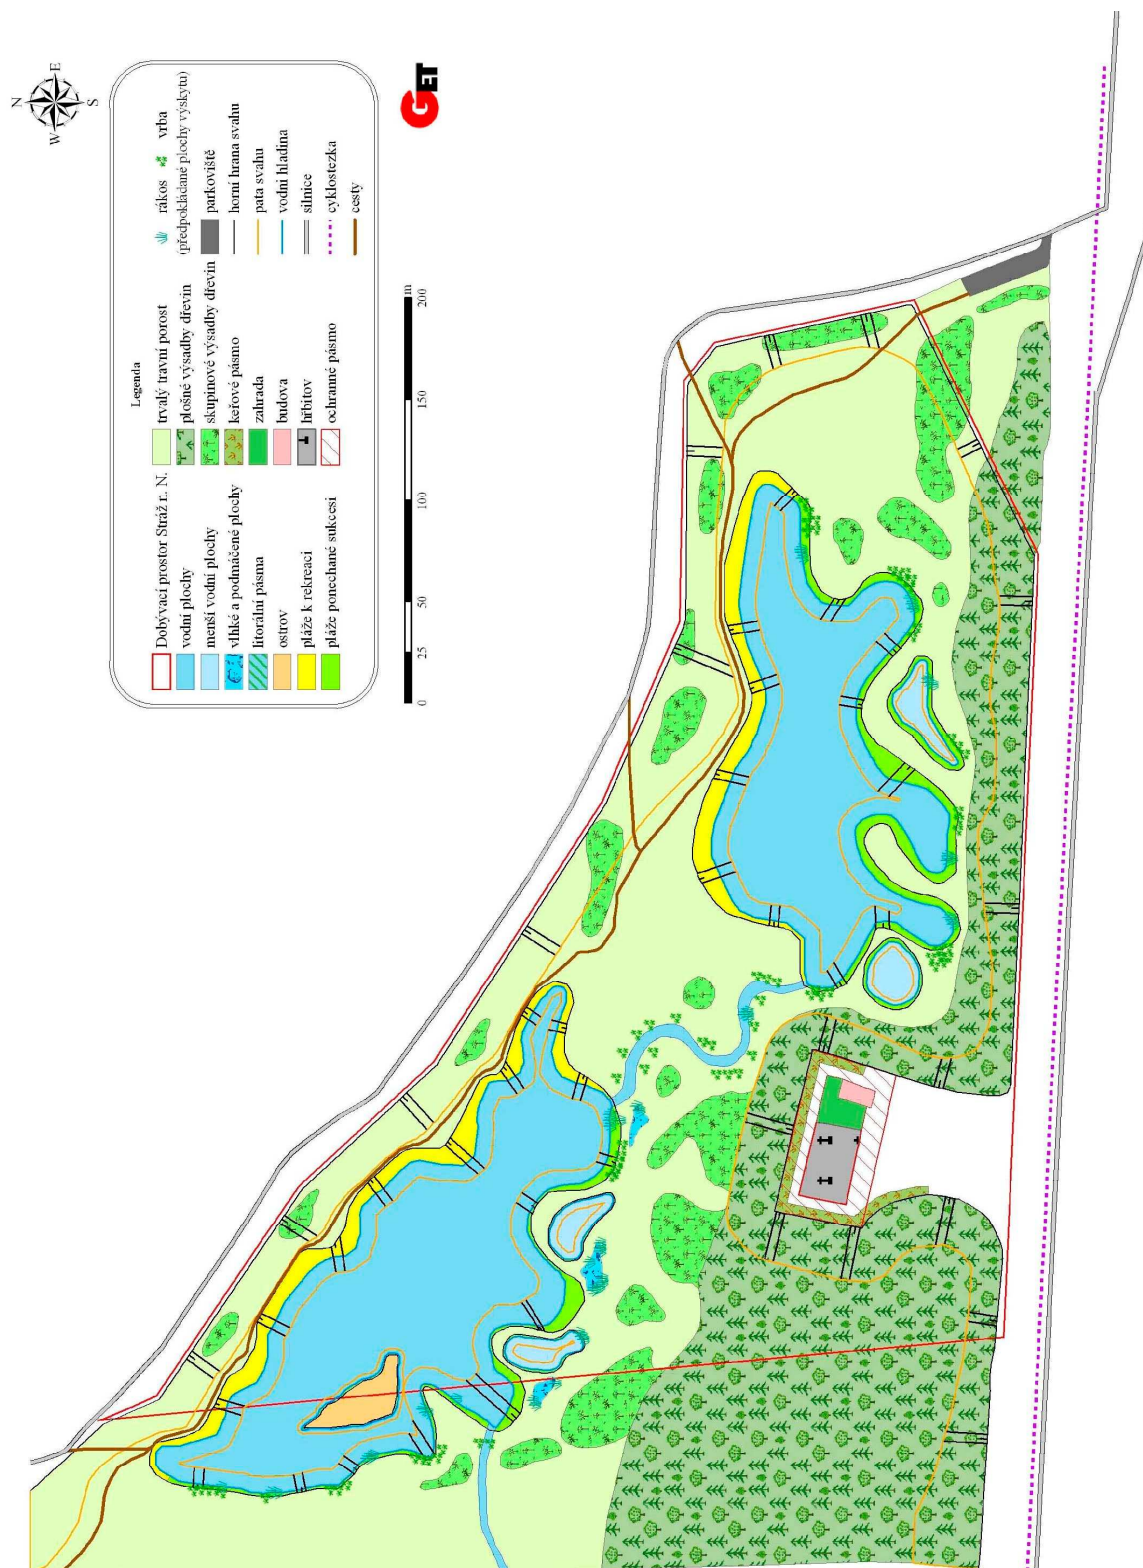 N
E
S
W
Legenda
Dobývací prostor Stráž n. N.
vodní plochy
menší vodní plochy
vlhké a podmáčené plochy
litorální pásma
ostrov
pláže k rekreaci
pláže ponechané sukcesi
trvalý travní porost
plošné výsadby dřevin
skupinové výsadby dřevin
keřové pásmo
zahrada
budova
hřbitov
ochranné pásmo
rákos
vrba
(předpokládané plochy výskytu)
parkoviště
horní hrana svahu
pata svahu
vodní hladina
silnice
cyklostezka
cesty
0 25 50 100 150 200
m
GET